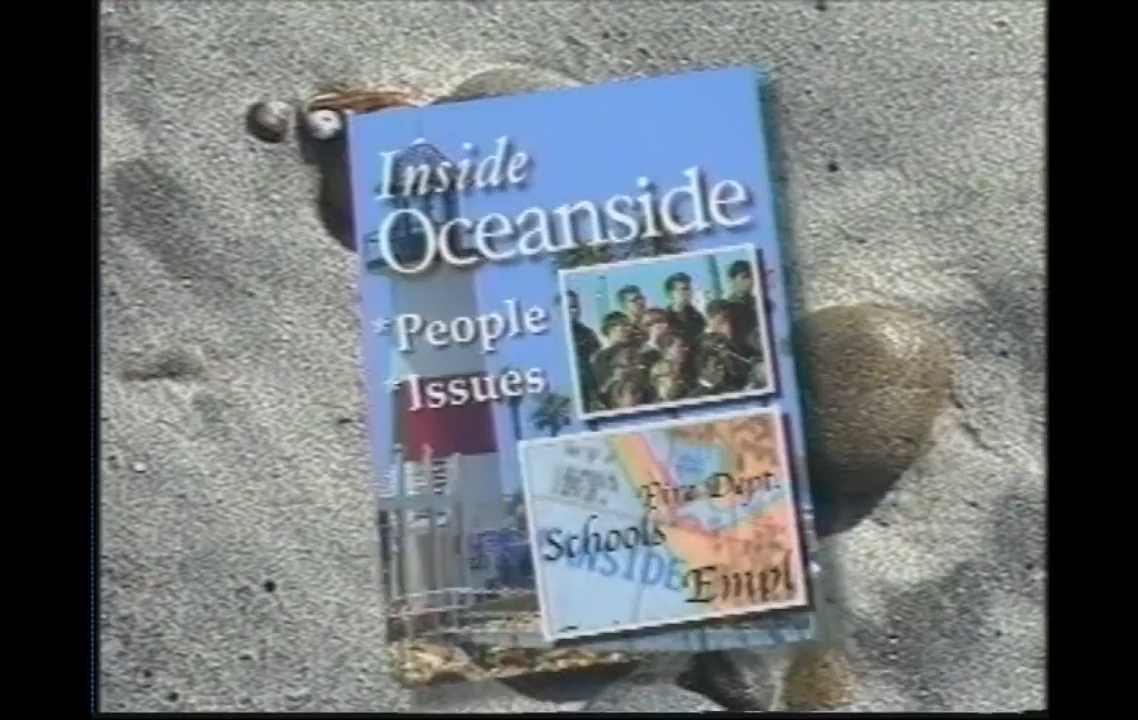 Inside
Oceanside
*People
*Issues
Fire Dept.
Schools
INSIDE
Empl